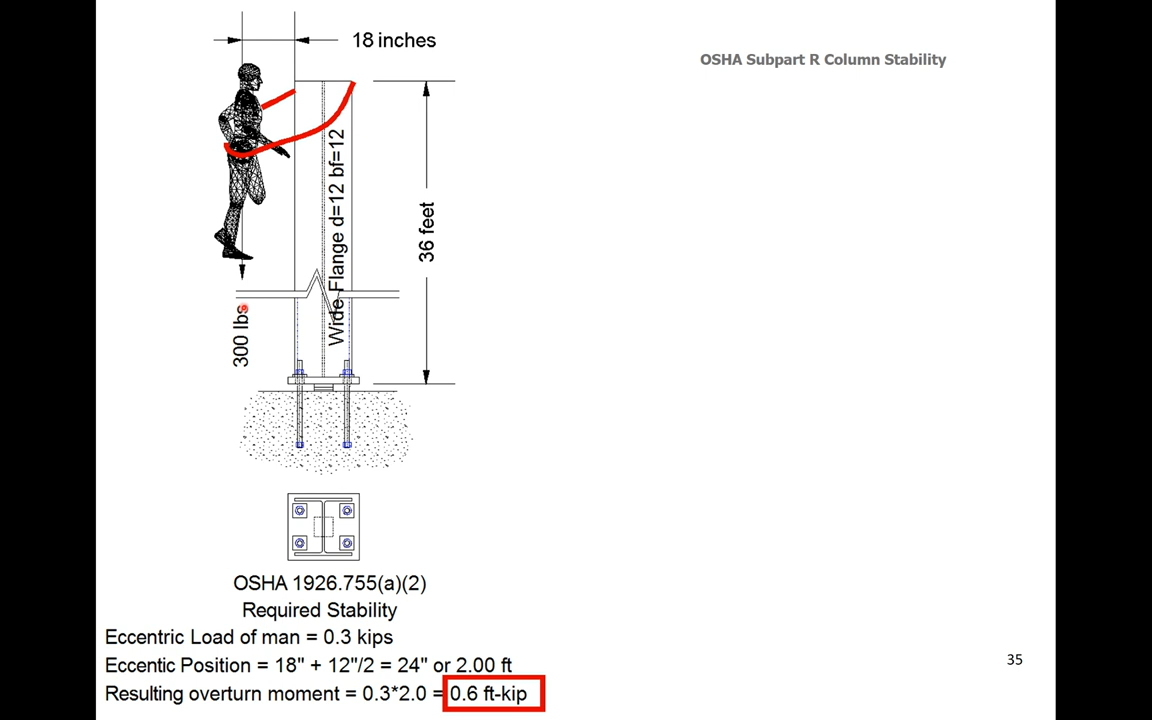 18 inches
OSHA Subpart R Column Stability
Wide Flange d=12 bf=12
36 feet
300 lbs
OSHA 1926.755(a)(2)
Required Stability
Eccentric Load of man = 0.3 kips
Eccentic Position = 18" + 12"/2 = 24" or 2.00 ft
Resulting overturn moment = 0.3*2.0 = 0.6 ft-kip
35